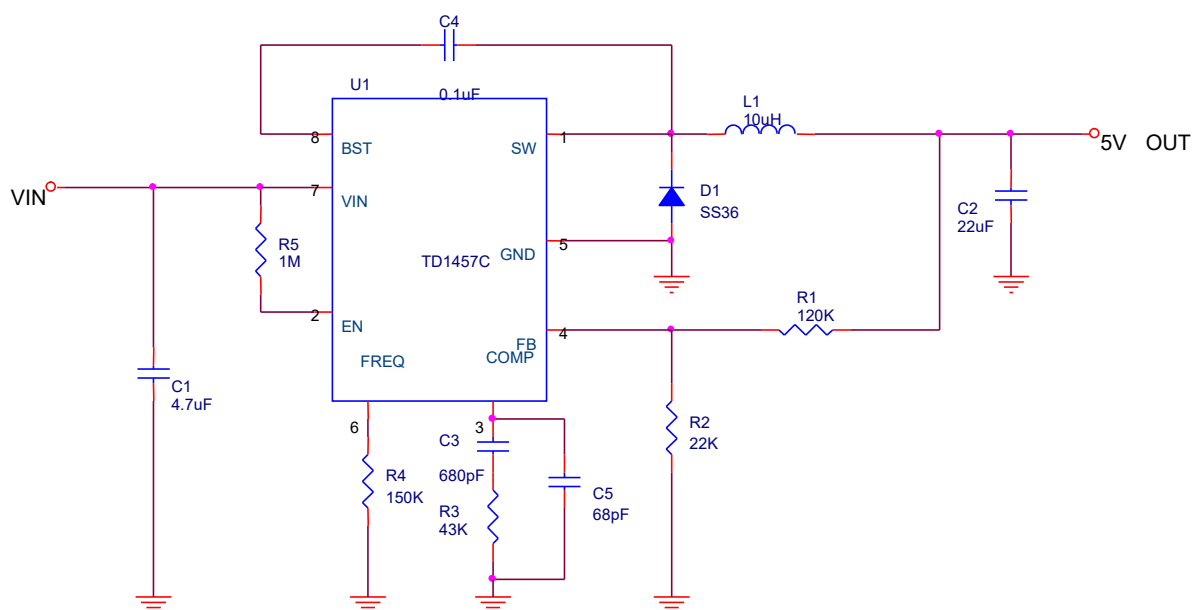 C4
0.1uF
U1
8
BST
SW
1
L1
10uH
5V OUT
VIN
7
VIN
D1
SS36
C2
22uF
R5
1M
TD1457C
GND
5
2
EN
FB
4
COMP
FREQ
R1
120K
C1
4.7uF
6
3
R4
150K
C3
680pF
R3
43K
C5
68pF
R2
22K